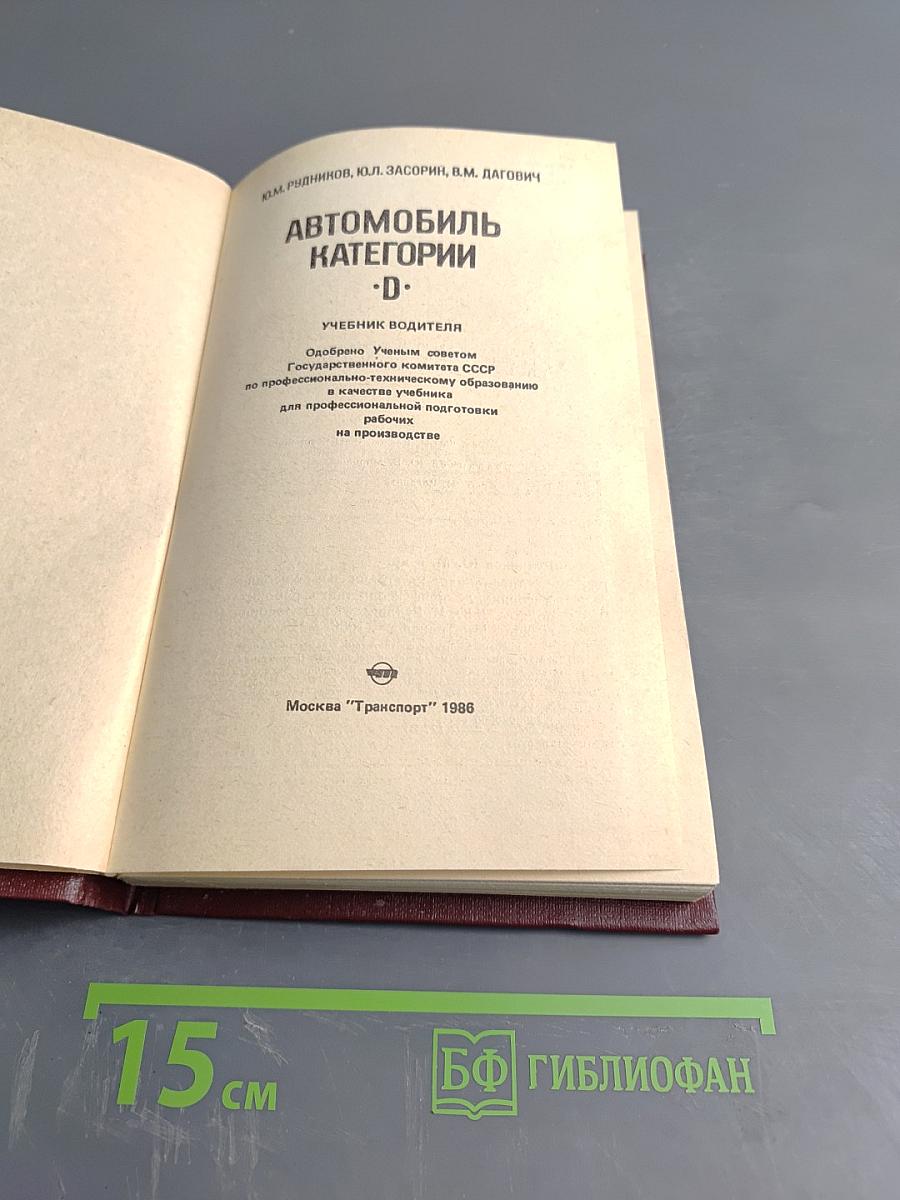 Ю.М. РУДНИКОВ, Ю.Л. ЗАСОРИН, В.М. ДАГОВИЧ
АВТОМОБИЛЬ
КАТЕГОРИИ
·D·
УЧЕБНИК ВОДИТЕЛЯ
Одобрено Ученым советом
Государственного комитета СССР
по профессионально-техническому образованию
в качестве учебника
для профессиональной подготовки
рабочих
на производстве
Москва "Транспорт" 1986
15 см
БФ ГИБЛИОФАН